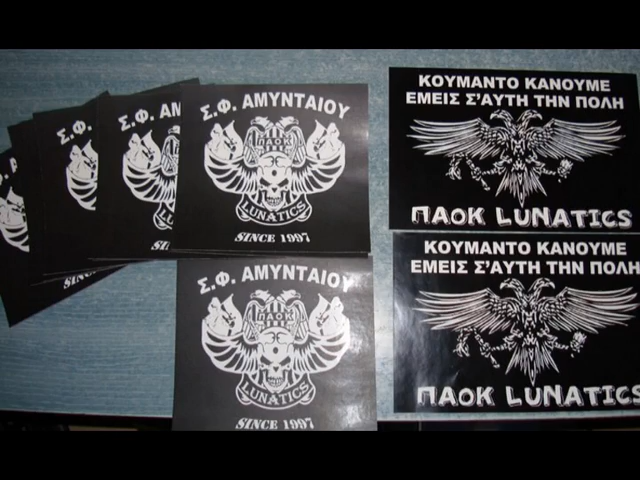 Σ.Φ.
Σ.Φ. Α
Σ.Φ. ΑΜΥΝΤΑΙΟΥ
ΠΑΟΚ
LUNATICS
SINCE 1997
Σ.Φ. ΑΜΥΝΤΑΙΟΥ
ΠΑΟΚ
LUNATICS
SINCE 1997
ΚΟΥΜΑΝΤΟ ΚΑΝΟΥΜΕ
ΕΜΕΙΣ Σ'ΑΥΤΗ ΤΗΝ ΠΟΛΗ
ΠΑΟΚ LUNATICS
ΚΟΥΜΑΝΤΟ ΚΑΝΟΥΜΕ
ΕΜΕΙΣ Σ'ΑΥΤΗ ΤΗΝ ΠΟΛΗ
ΠΑΟΚ LUNATICS